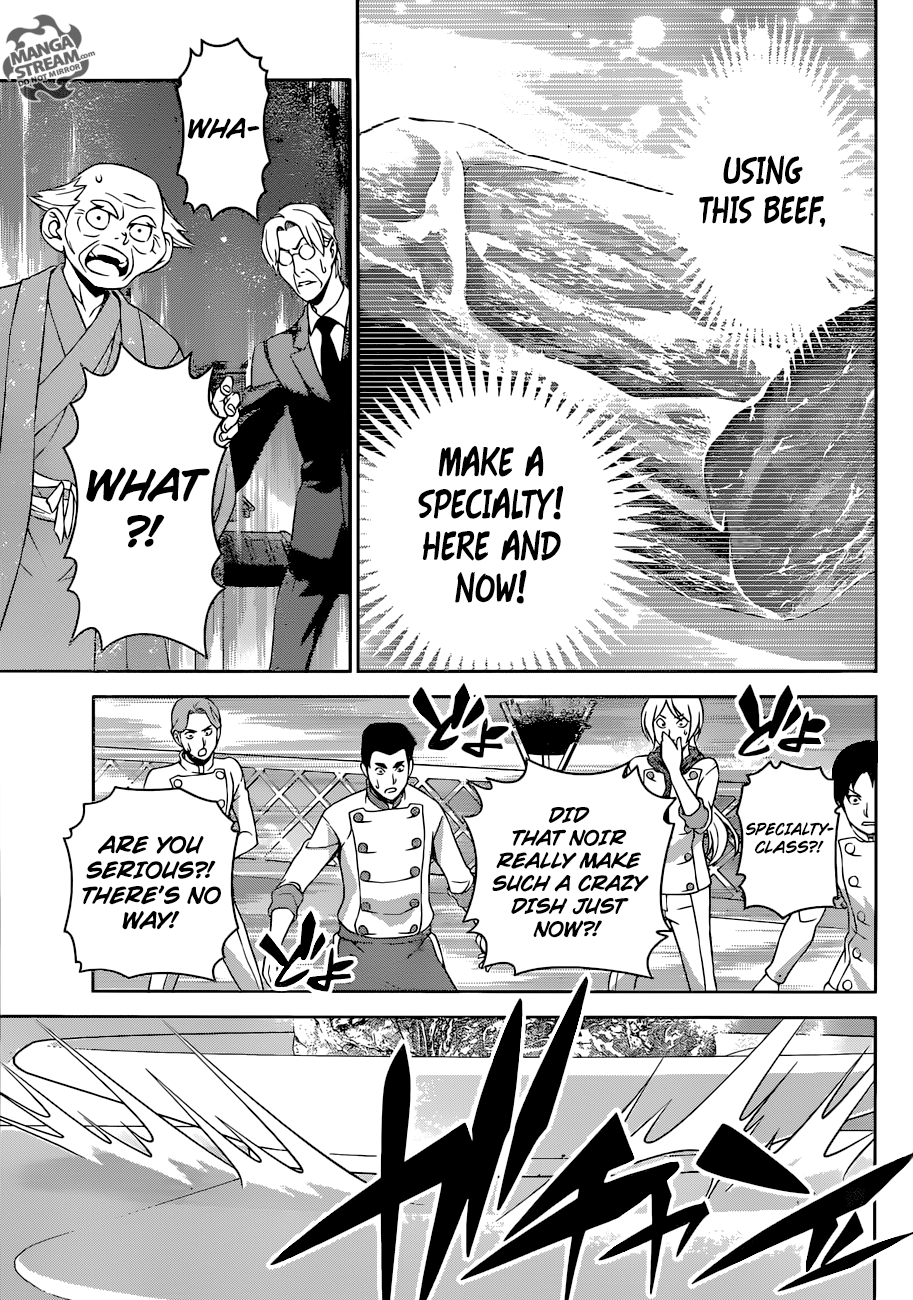 MANGA
STREAM.com
DO NOT MIRROR
USING
THIS BEEF,
MAKE A
SPECIALTY!
HERE AND
NOW!
WHA-
WHAT
?!
SPECIALTY-
CLASS?!
どよ
DID
THAT NOIR
REALLY MAKE
SUCH A CRAZY
DISH JUST
NOW?!
どよ
ARE YOU
SERIOUS?!
THERE'S NO
WAY!
どよ
ガチャンッ